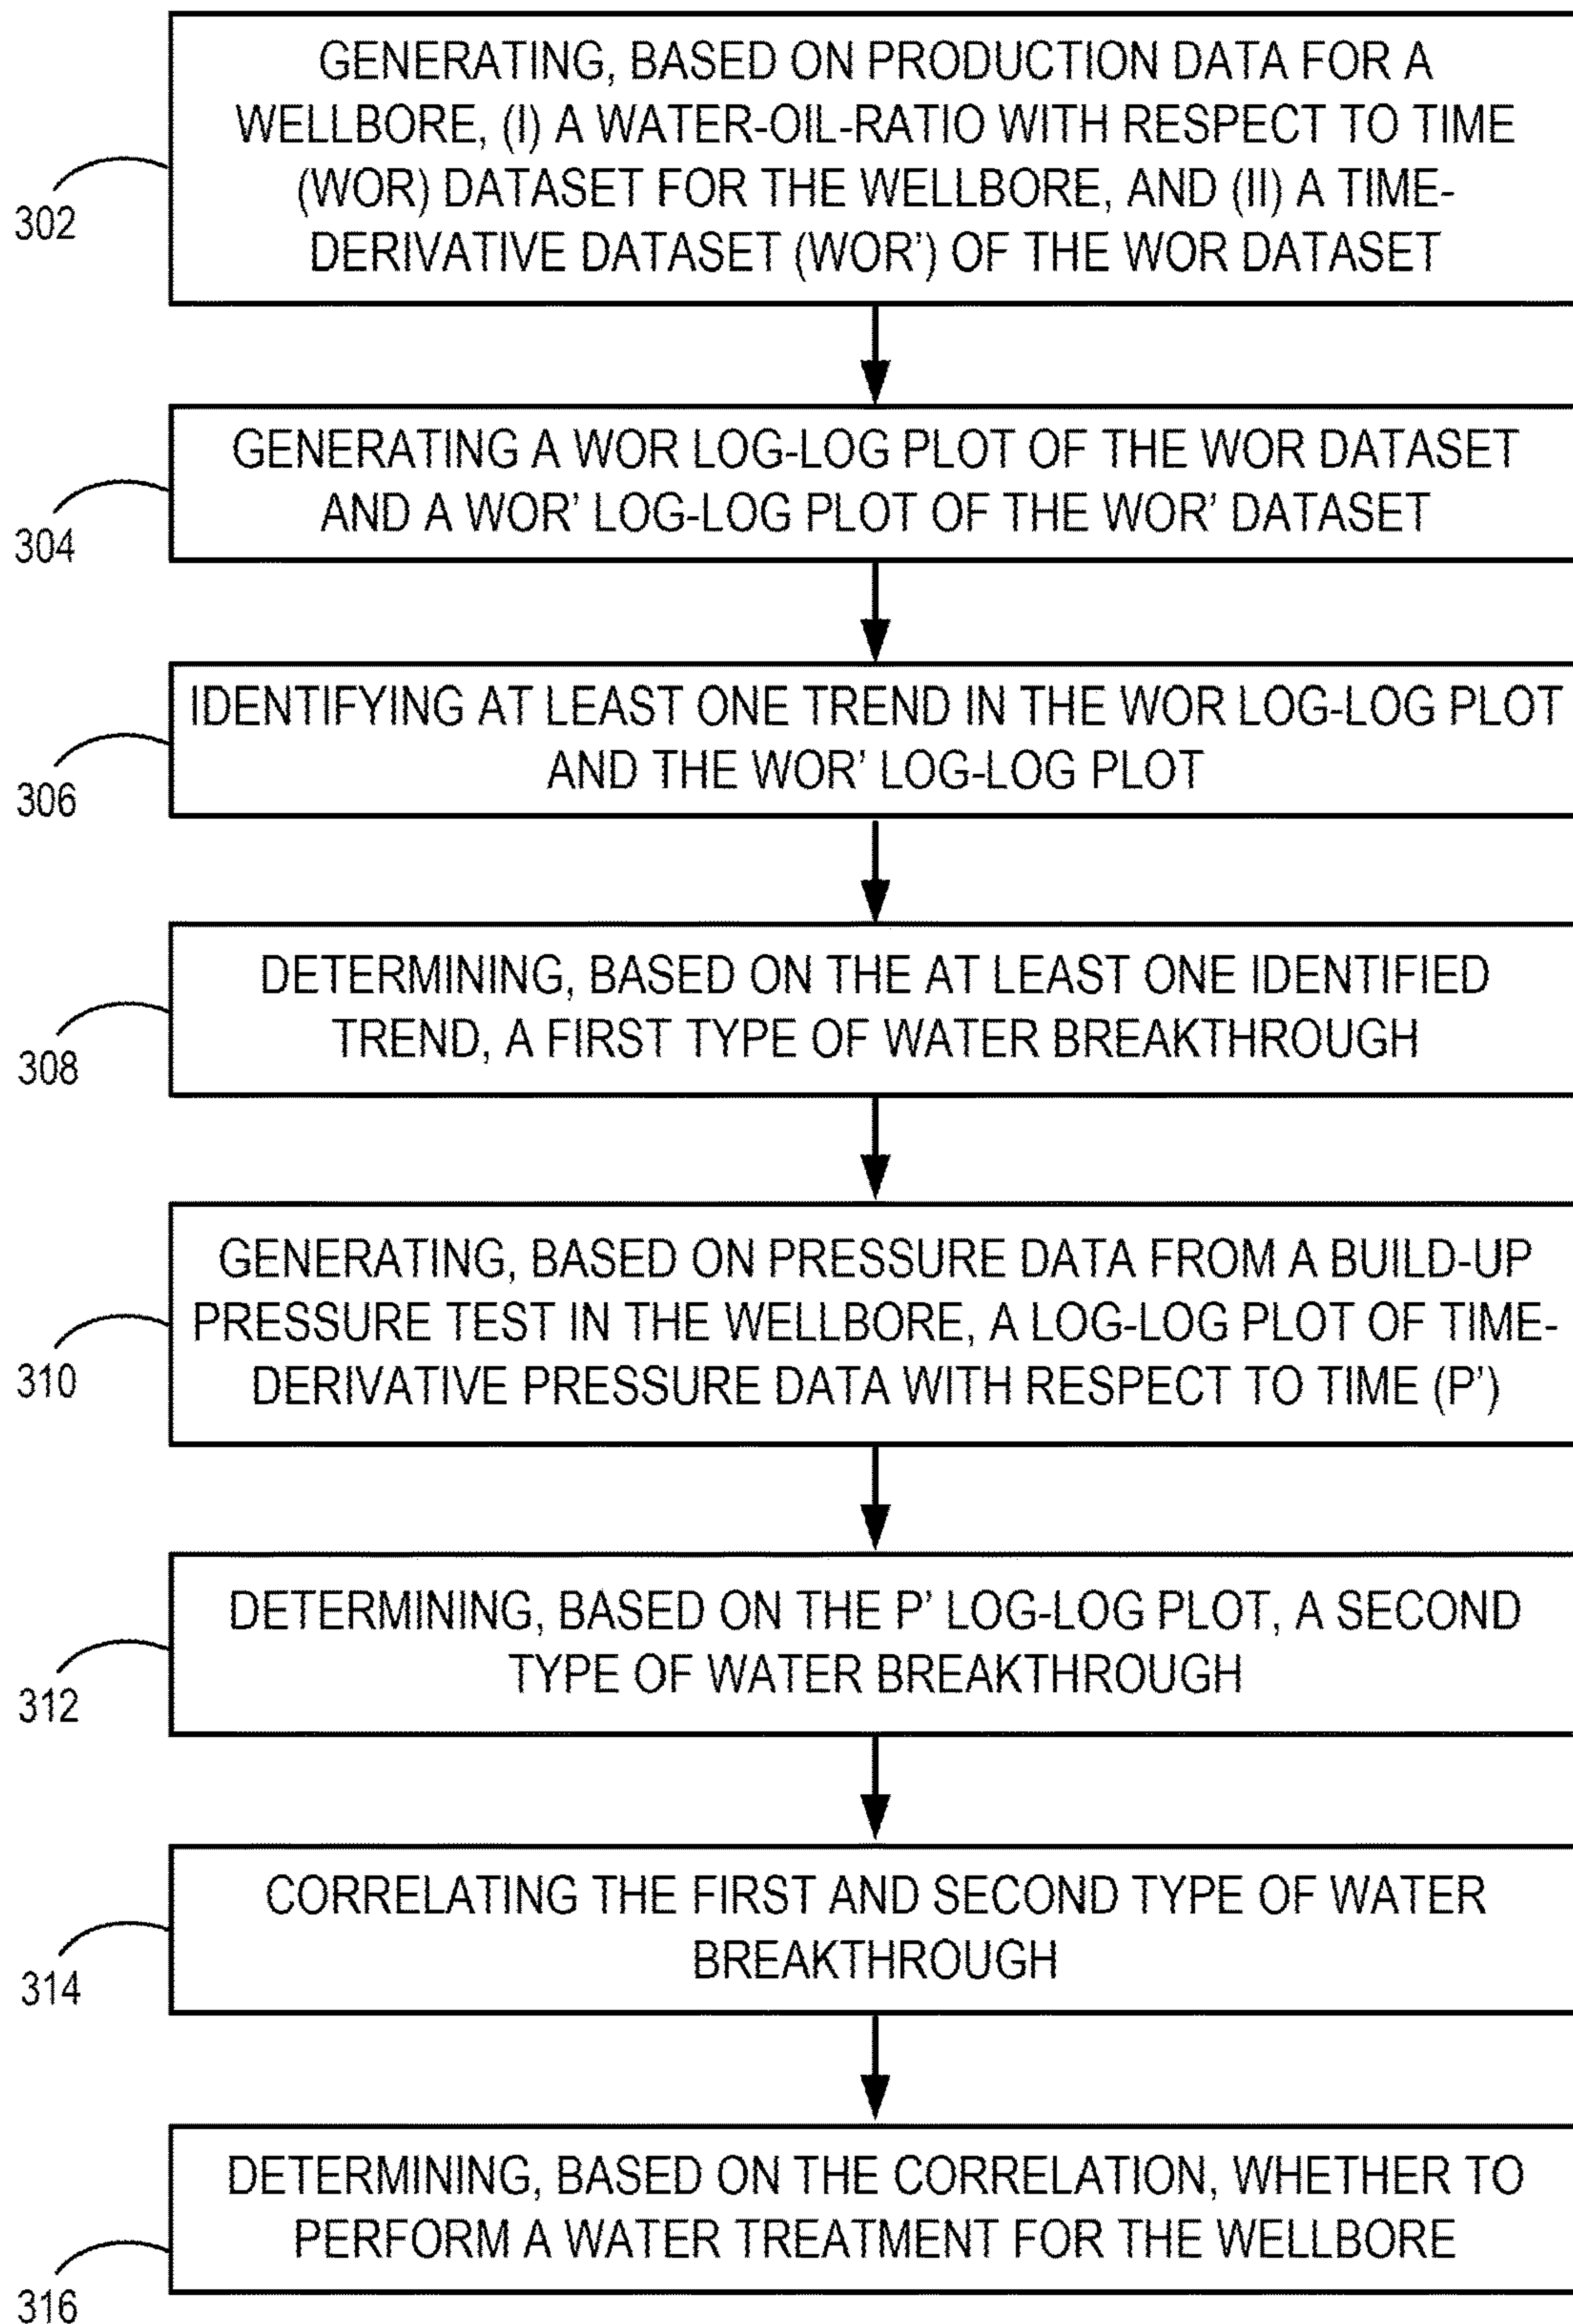 GENERATING, BASED ON PRODUCTION DATA FOR A
WELLBORE, (I) A WATER-OIL-RATIO WITH RESPECT TO TIME
(WOR) DATASET FOR THE WELLBORE, AND (II) A TIME-
DERIVATIVE DATASET (WOR’) OF THE WOR DATASET
302
GENERATING A WOR LOG-LOG PLOT OF THE WOR DATASET
AND A WOR’ LOG-LOG PLOT OF THE WOR’ DATASET
304
IDENTIFYING AT LEAST ONE TREND IN THE WOR LOG-LOG PLOT
AND THE WOR’ LOG-LOG PLOT
306
DETERMINING, BASED ON THE AT LEAST ONE IDENTIFIED
TREND, A FIRST TYPE OF WATER BREAKTHROUGH
308
GENERATING, BASED ON PRESSURE DATA FROM A BUILD-UP
PRESSURE TEST IN THE WELLBORE, A LOG-LOG PLOT OF TIME-
DERIVATIVE PRESSURE DATA WITH RESPECT TO TIME (P’)
310
DETERMINING, BASED ON THE P’ LOG-LOG PLOT, A SECOND
TYPE OF WATER BREAKTHROUGH
312
CORRELATING THE FIRST AND SECOND TYPE OF WATER
BREAKTHROUGH
314
DETERMINING, BASED ON THE CORRELATION, WHETHER TO
PERFORM A WATER TREATMENT FOR THE WELLBORE
316